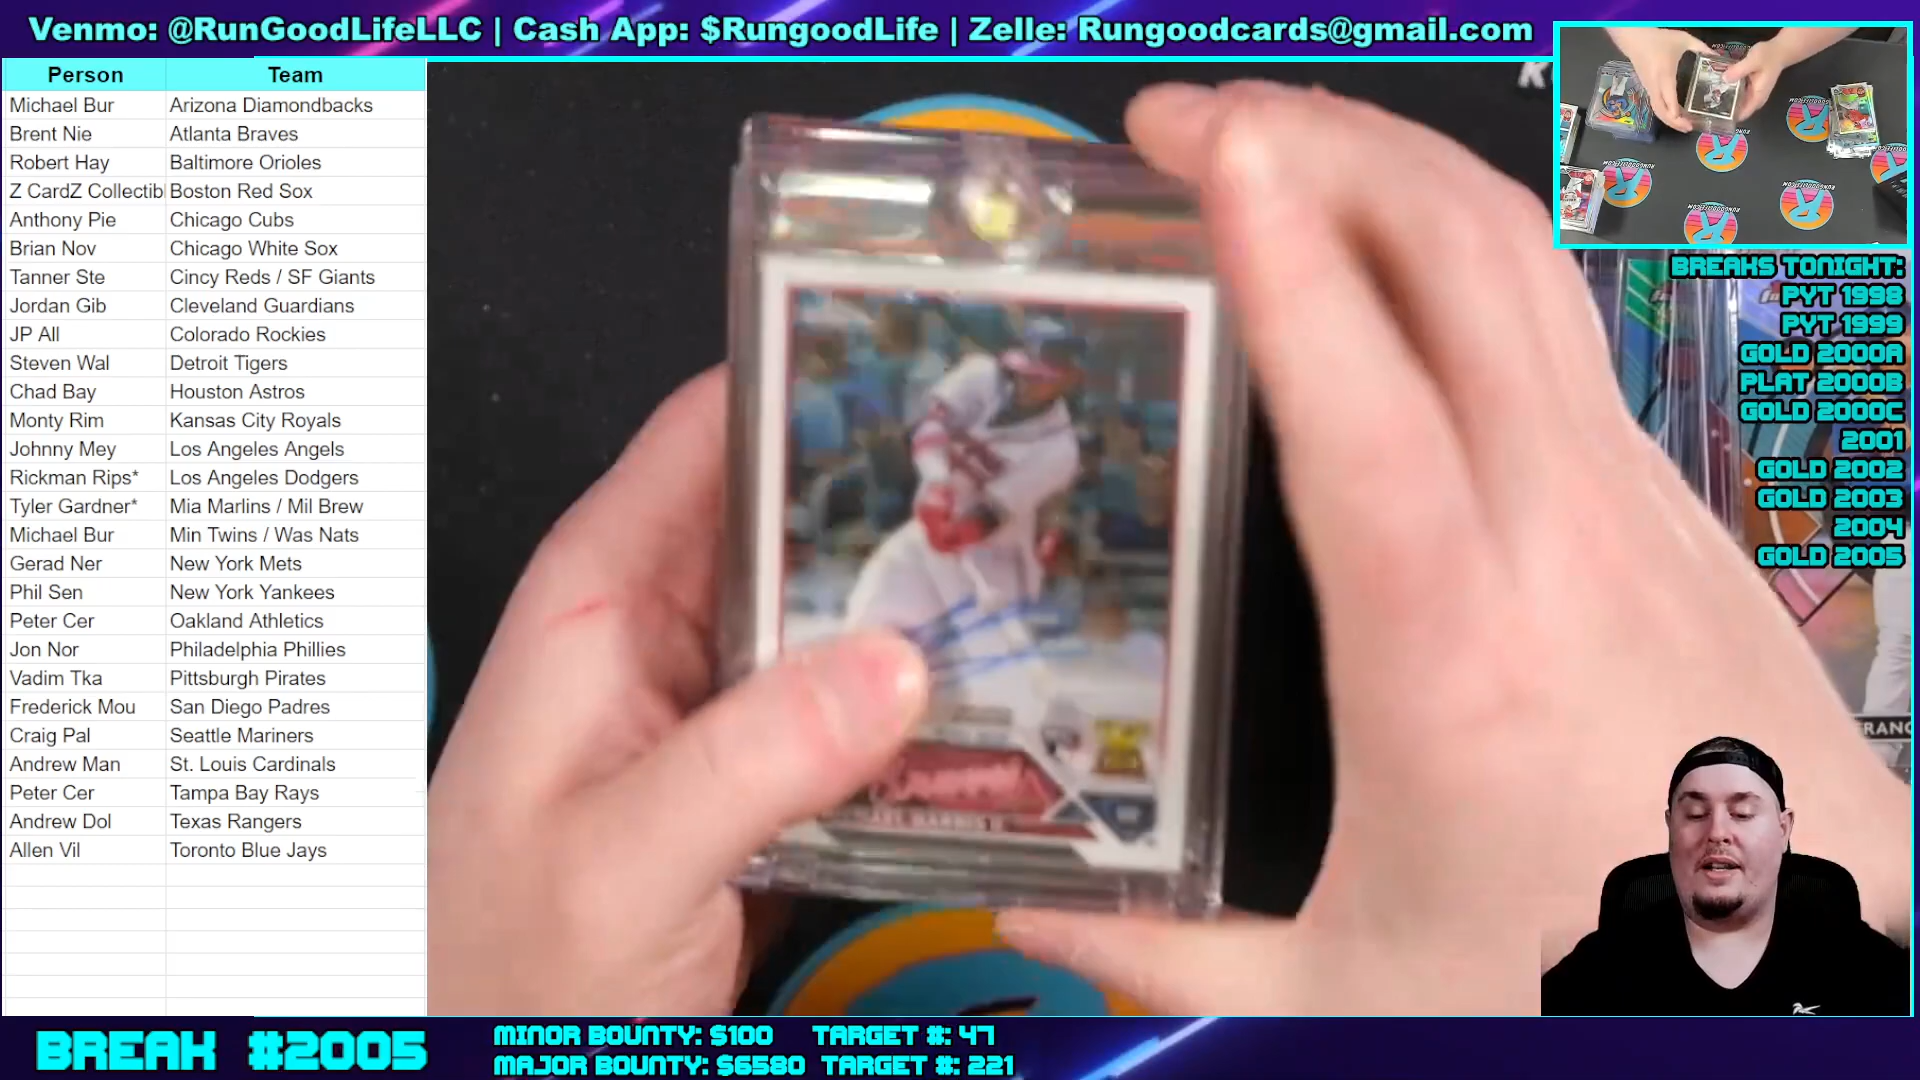 Venmo: @RunGoodLifeLLC | Cash App: $RungoodLife | Zelle: Rungoodcards@gmail.com
Person Team
Michael Bur Arizona Diamondbacks
Brent Nie Atlanta Braves
Robert Hay Baltimore Orioles
Z CardZ Collectibl Boston Red Sox
Anthony Pie Chicago Cubs
Brian Nov Chicago White Sox
Tanner Ste Cincy Reds / SF Giants
Jordan Gib Cleveland Guardians
JP All Colorado Rockies
Steven Wal Detroit Tigers
Chad Bay Houston Astros
Monty Rim Kansas City Royals
Johnny Mey Los Angeles Angels
Rickman Rips* Los Angeles Dodgers
Tyler Gardner* Mia Marlins / Mil Brew
Michael Bur Min Twins / Was Nats
Gerad Ner New York Mets
Phil Sen New York Yankees
Peter Cer Oakland Athletics
Jon Nor Philadelphia Phillies
Vadim Tka Pittsburgh Pirates
Frederick Mou San Diego Padres
Craig Pal Seattle Mariners
Andrew Man St. Louis Cardinals
Peter Cer Tampa Bay Rays
Andrew Dol Texas Rangers
Allen Vil Toronto Blue Jays
BREAKS TONIGHT:
PYT 1998
PYT 1999
GOLD 2000A
PLAT 2000B
GOLD 2000C
2001
GOLD 2002
GOLD 2003
2004
GOLD 2005
FRANC
BREAK #2005
MINOR BOUNTY: $100 TARGET #: 47
MAJOR BOUNTY: $6580 TARGET #: 221